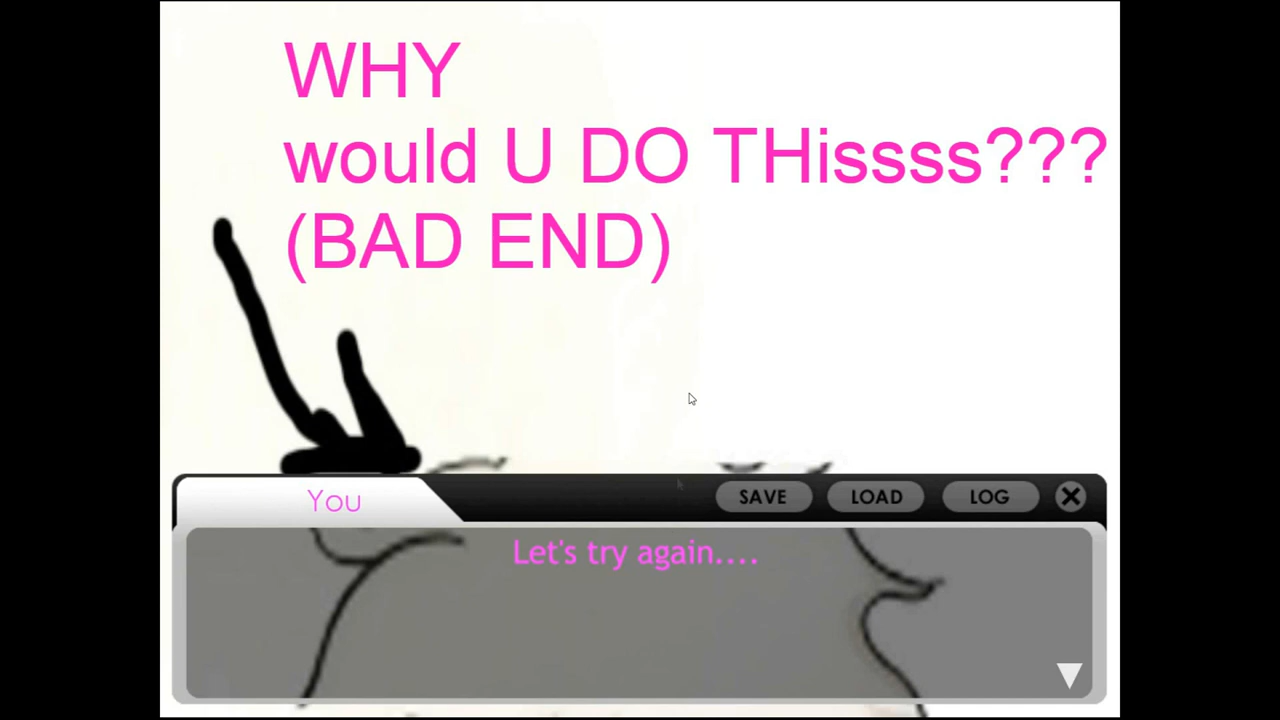 WHY
would U DO THissss???
(BAD END)
You
SAVE
LOAD
LOG
Let's try again....